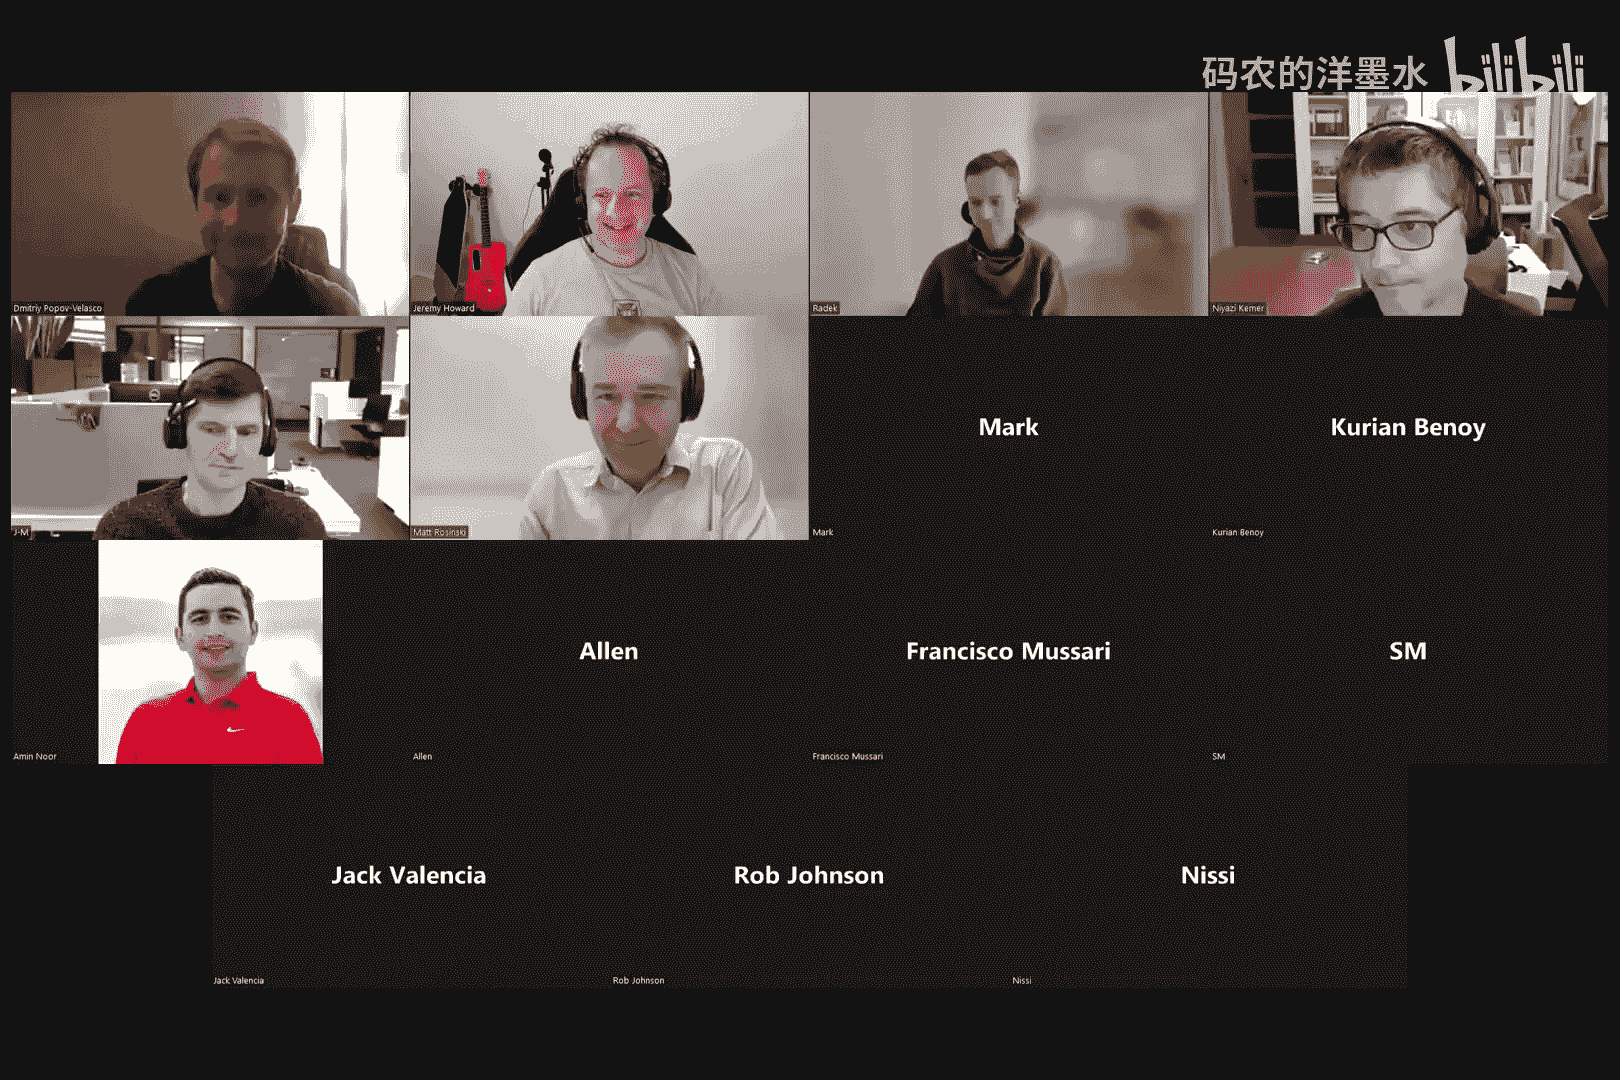 码农的洋墨水 bilibili
Dmitriy Popov-Velasco
Jeremy Howard
Radek
Niyazi Kemer
J-M
Matt Rosinski
Mark
Mark
Kurian Benoy
Kurian Benoy
Amin Noor
Allen
Allen
Francisco Mussari
Francisco Mussari
SM
SM
Jack Valencia
Jack Valencia
Rob Johnson
Rob Johnson
Nissi
Nissi